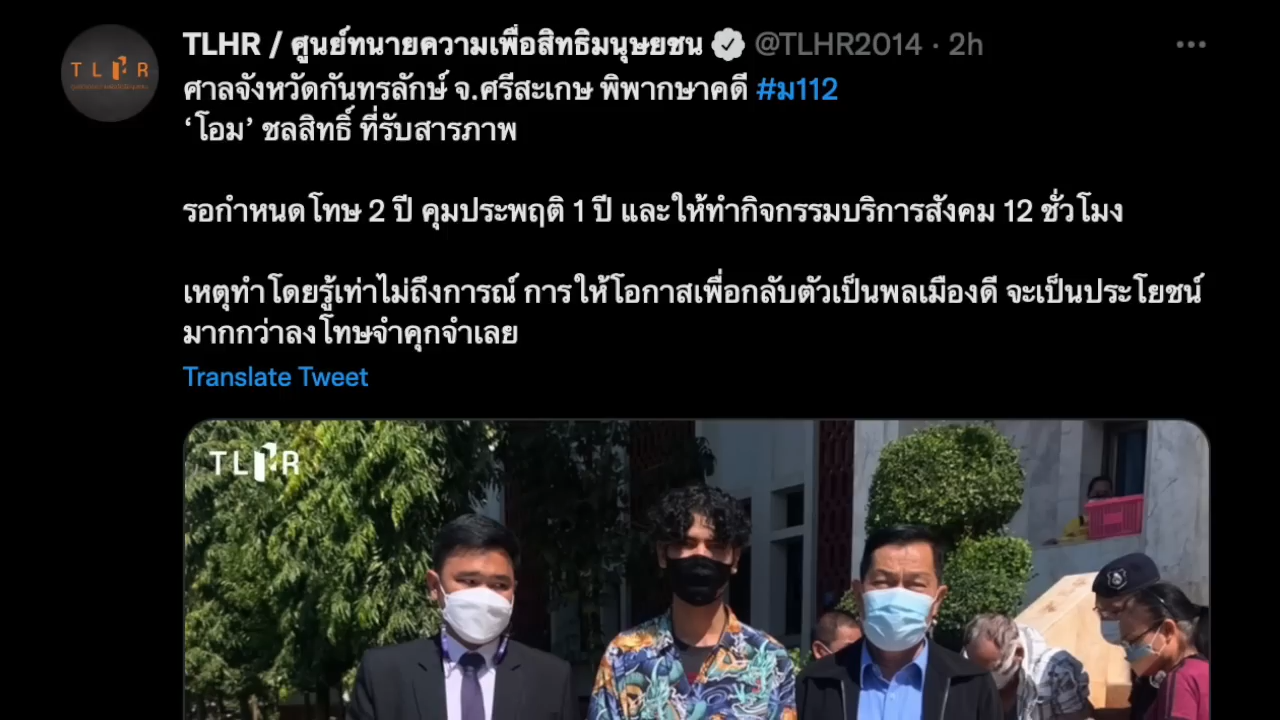 TLHR / ศูนย์ทนายความเพื่อสิทธิมนุษยชน @TLHR2014 · 2h
TLHR
ศาลจังหวัดกันทรลักษ์ จ.ศรีสะเกษ พิพากษาคดี #ม112
‘โอม’ ชลสิทธิ์ ที่รับสารภาพ
รอกำหนดโทษ 2 ปี คุมประพฤติ 1 ปี และให้ทำกิจกรรมบริการสังคม 12 ชั่วโมง
เหตุทำโดยรู้เท่าไม่ถึงการณ์ การให้โอกาสเพื่อกลับตัวเป็นพลเมืองดี จะเป็นประโยชน์
มากกว่าลงโทษจำคุกจำเลย
Translate Tweet
TLHR